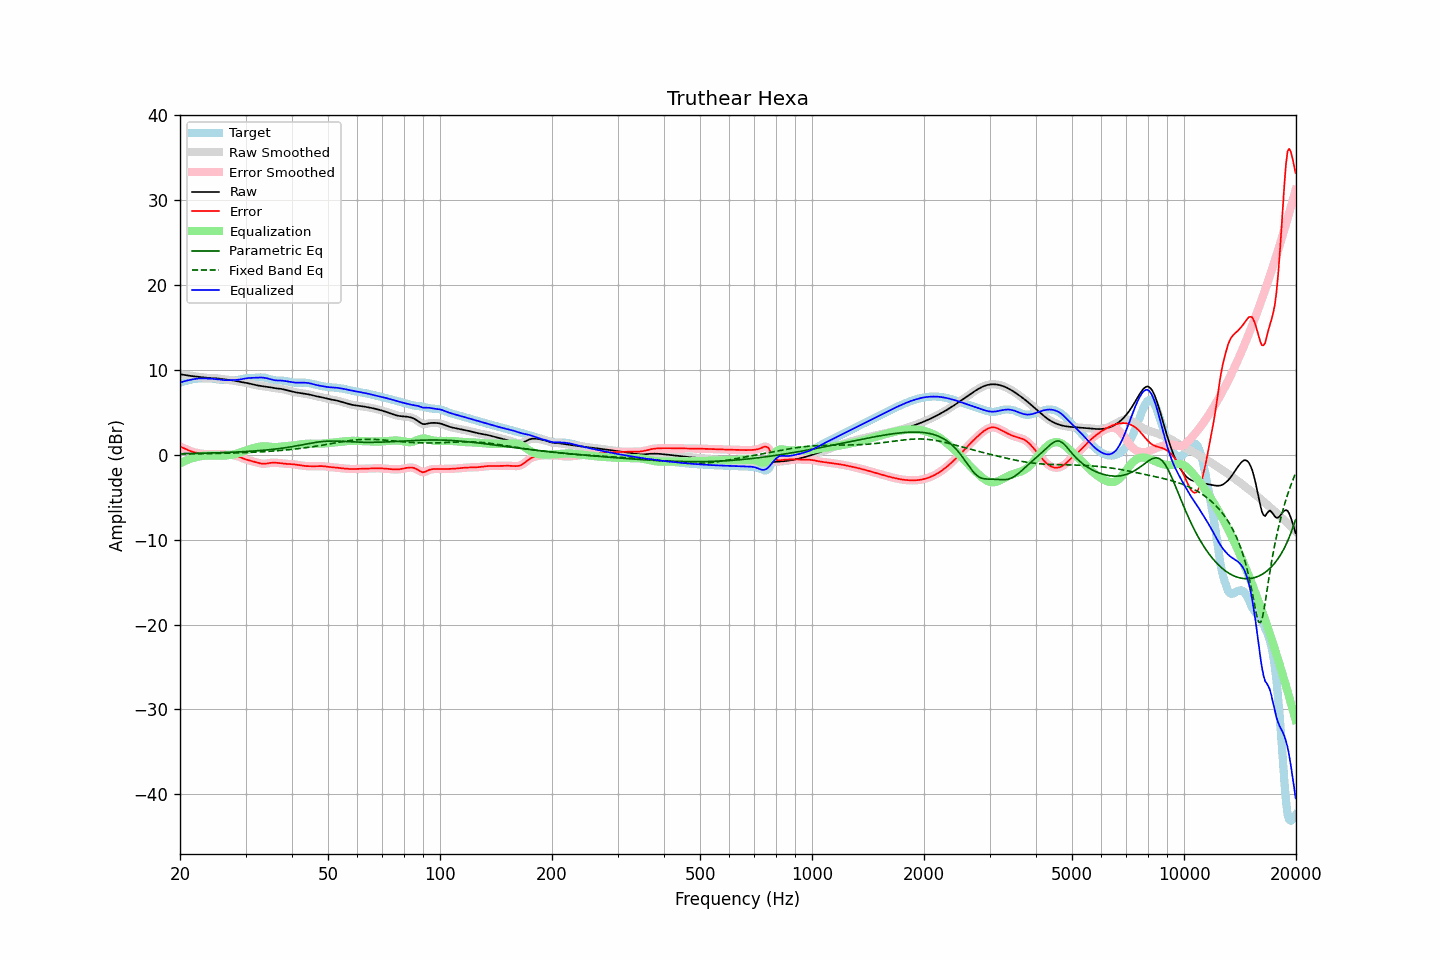 Truthear Hexa
40
30
20
10
0
−10
−20
−30
−40
Amplitude (dBr)
Target
Raw Smoothed
Error Smoothed
Raw
Error
Equalization
Parametric Eq
Fixed Band Eq
Equalized
20 50 100 200 500 1000 2000 5000 10000 20000
Frequency (Hz)